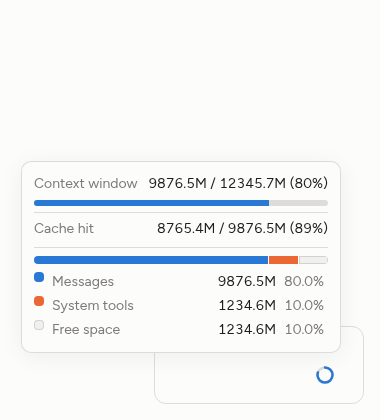 Context window 9876.5M / 12345.7M (80%)
Cache hit 8765.4M / 9876.5M (89%)
Messages 9876.5M 80.0%
System tools 1234.6M 10.0%
Free space 1234.6M 10.0%